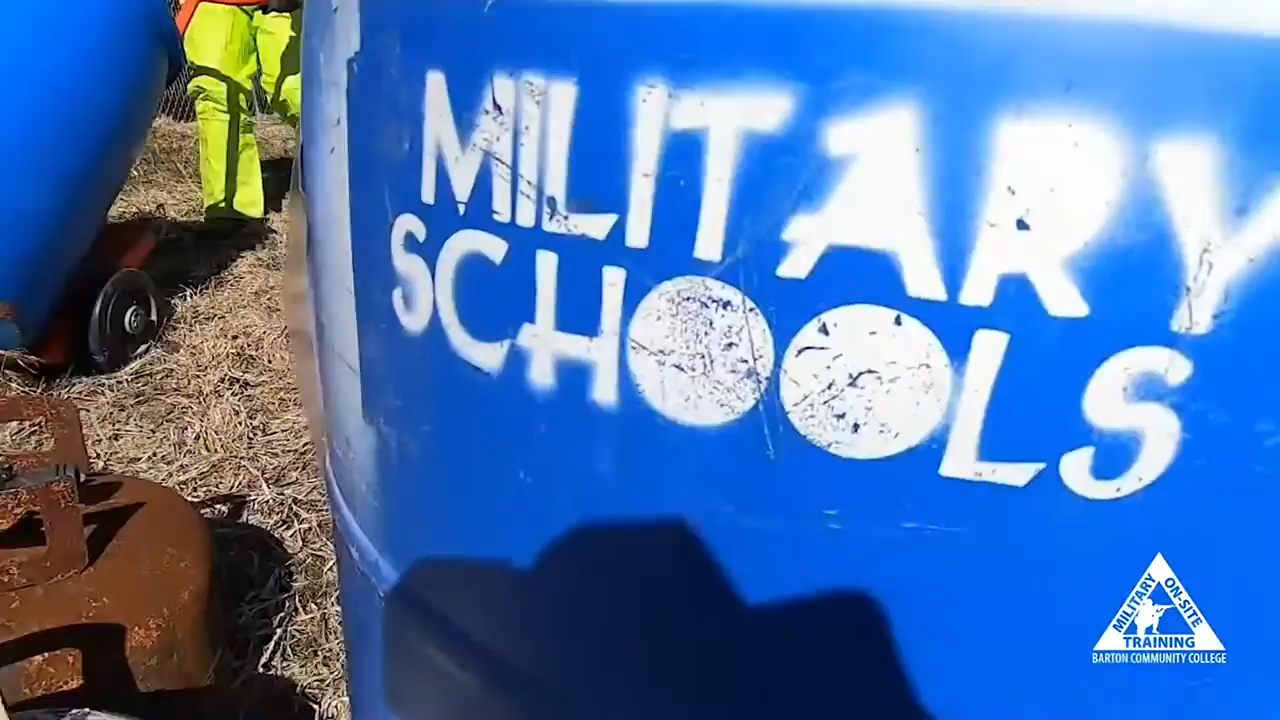 MILITARY
SCHOOLS
MILITARY
ON-SITE
TRAINING
BARTON COMMUNITY COLLEGE